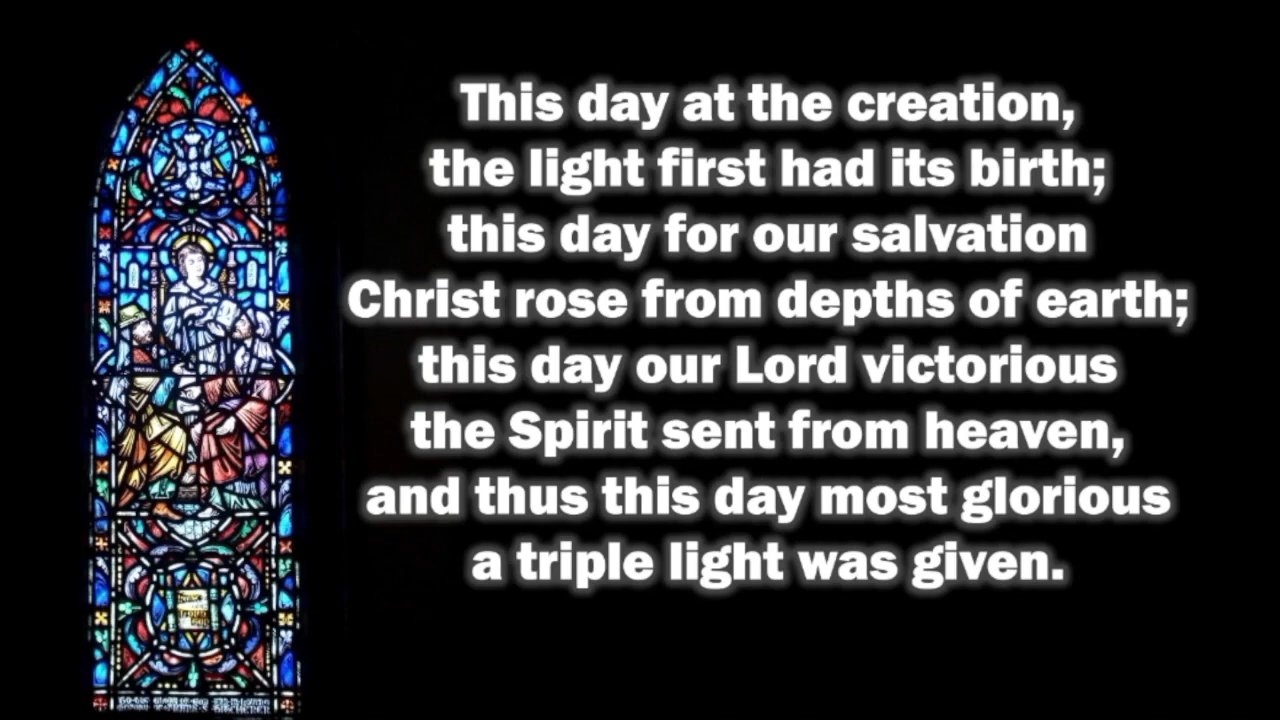 This day at the creation,
the light first had its birth;
this day for our salvation
Christ rose from depths of earth;
this day our Lord victorious
the Spirit sent from heaven,
and thus this day most glorious
a triple light was given.